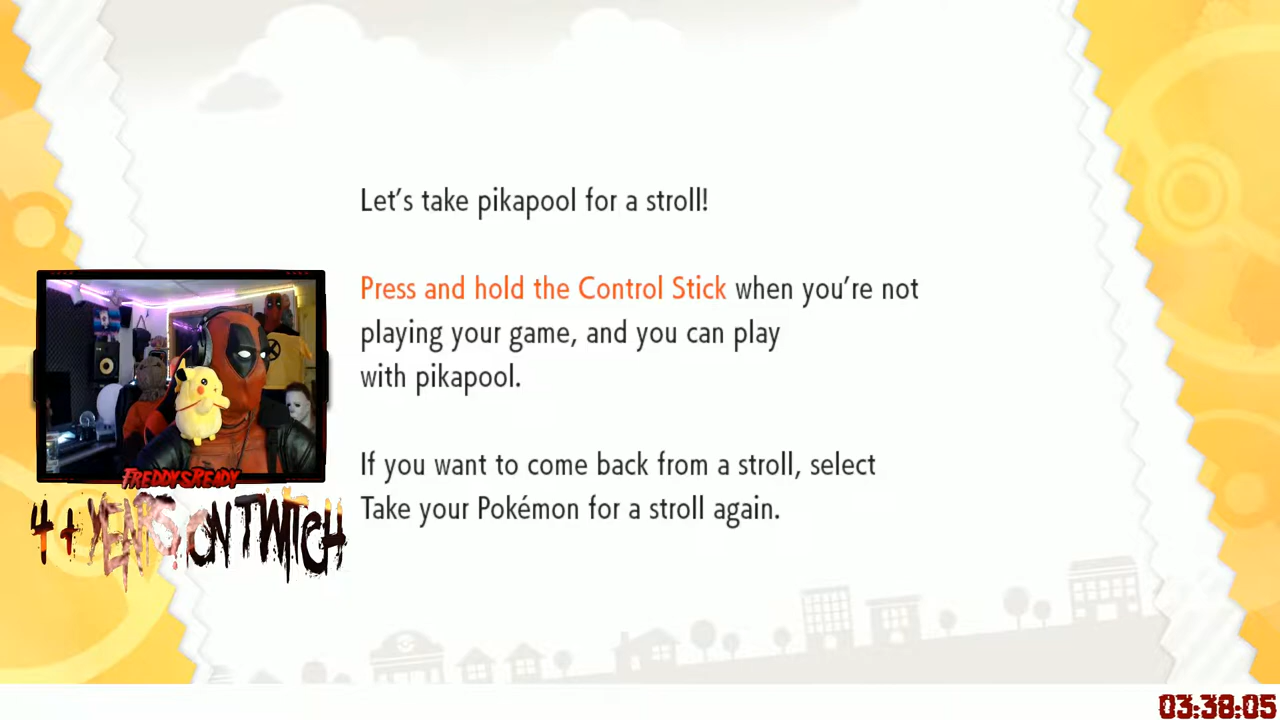 Let's take pikapool for a stroll!
Press and hold the Control Stick when you're not
playing your game, and you can play
with pikapool.
If you want to come back from a stroll, select
Take your Pokémon for a stroll again.
FREDDYSREADY
4+ YEARS ON TWITCH
03:38:05